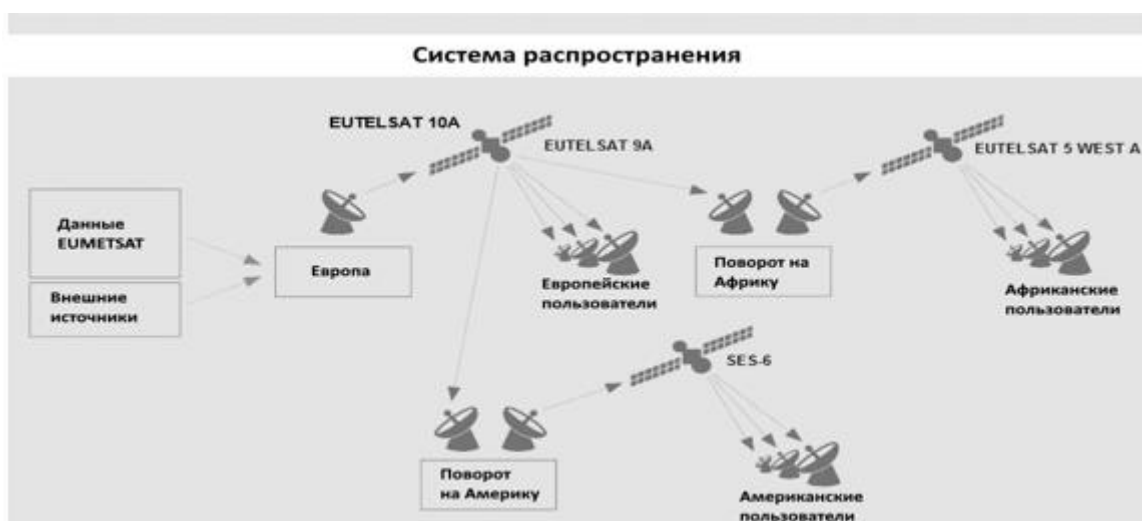 Система распространения
EUTELSAT 10A
EUTELSAT 9A
EUTELSAT 5 WEST A
Данные
EUMETSAT
Внешние
источники
Европа
Европейские
пользователи
Поворот на
Африку
Африканские
пользователи
SES-6
Поворот
на Америку
Американские
пользователи